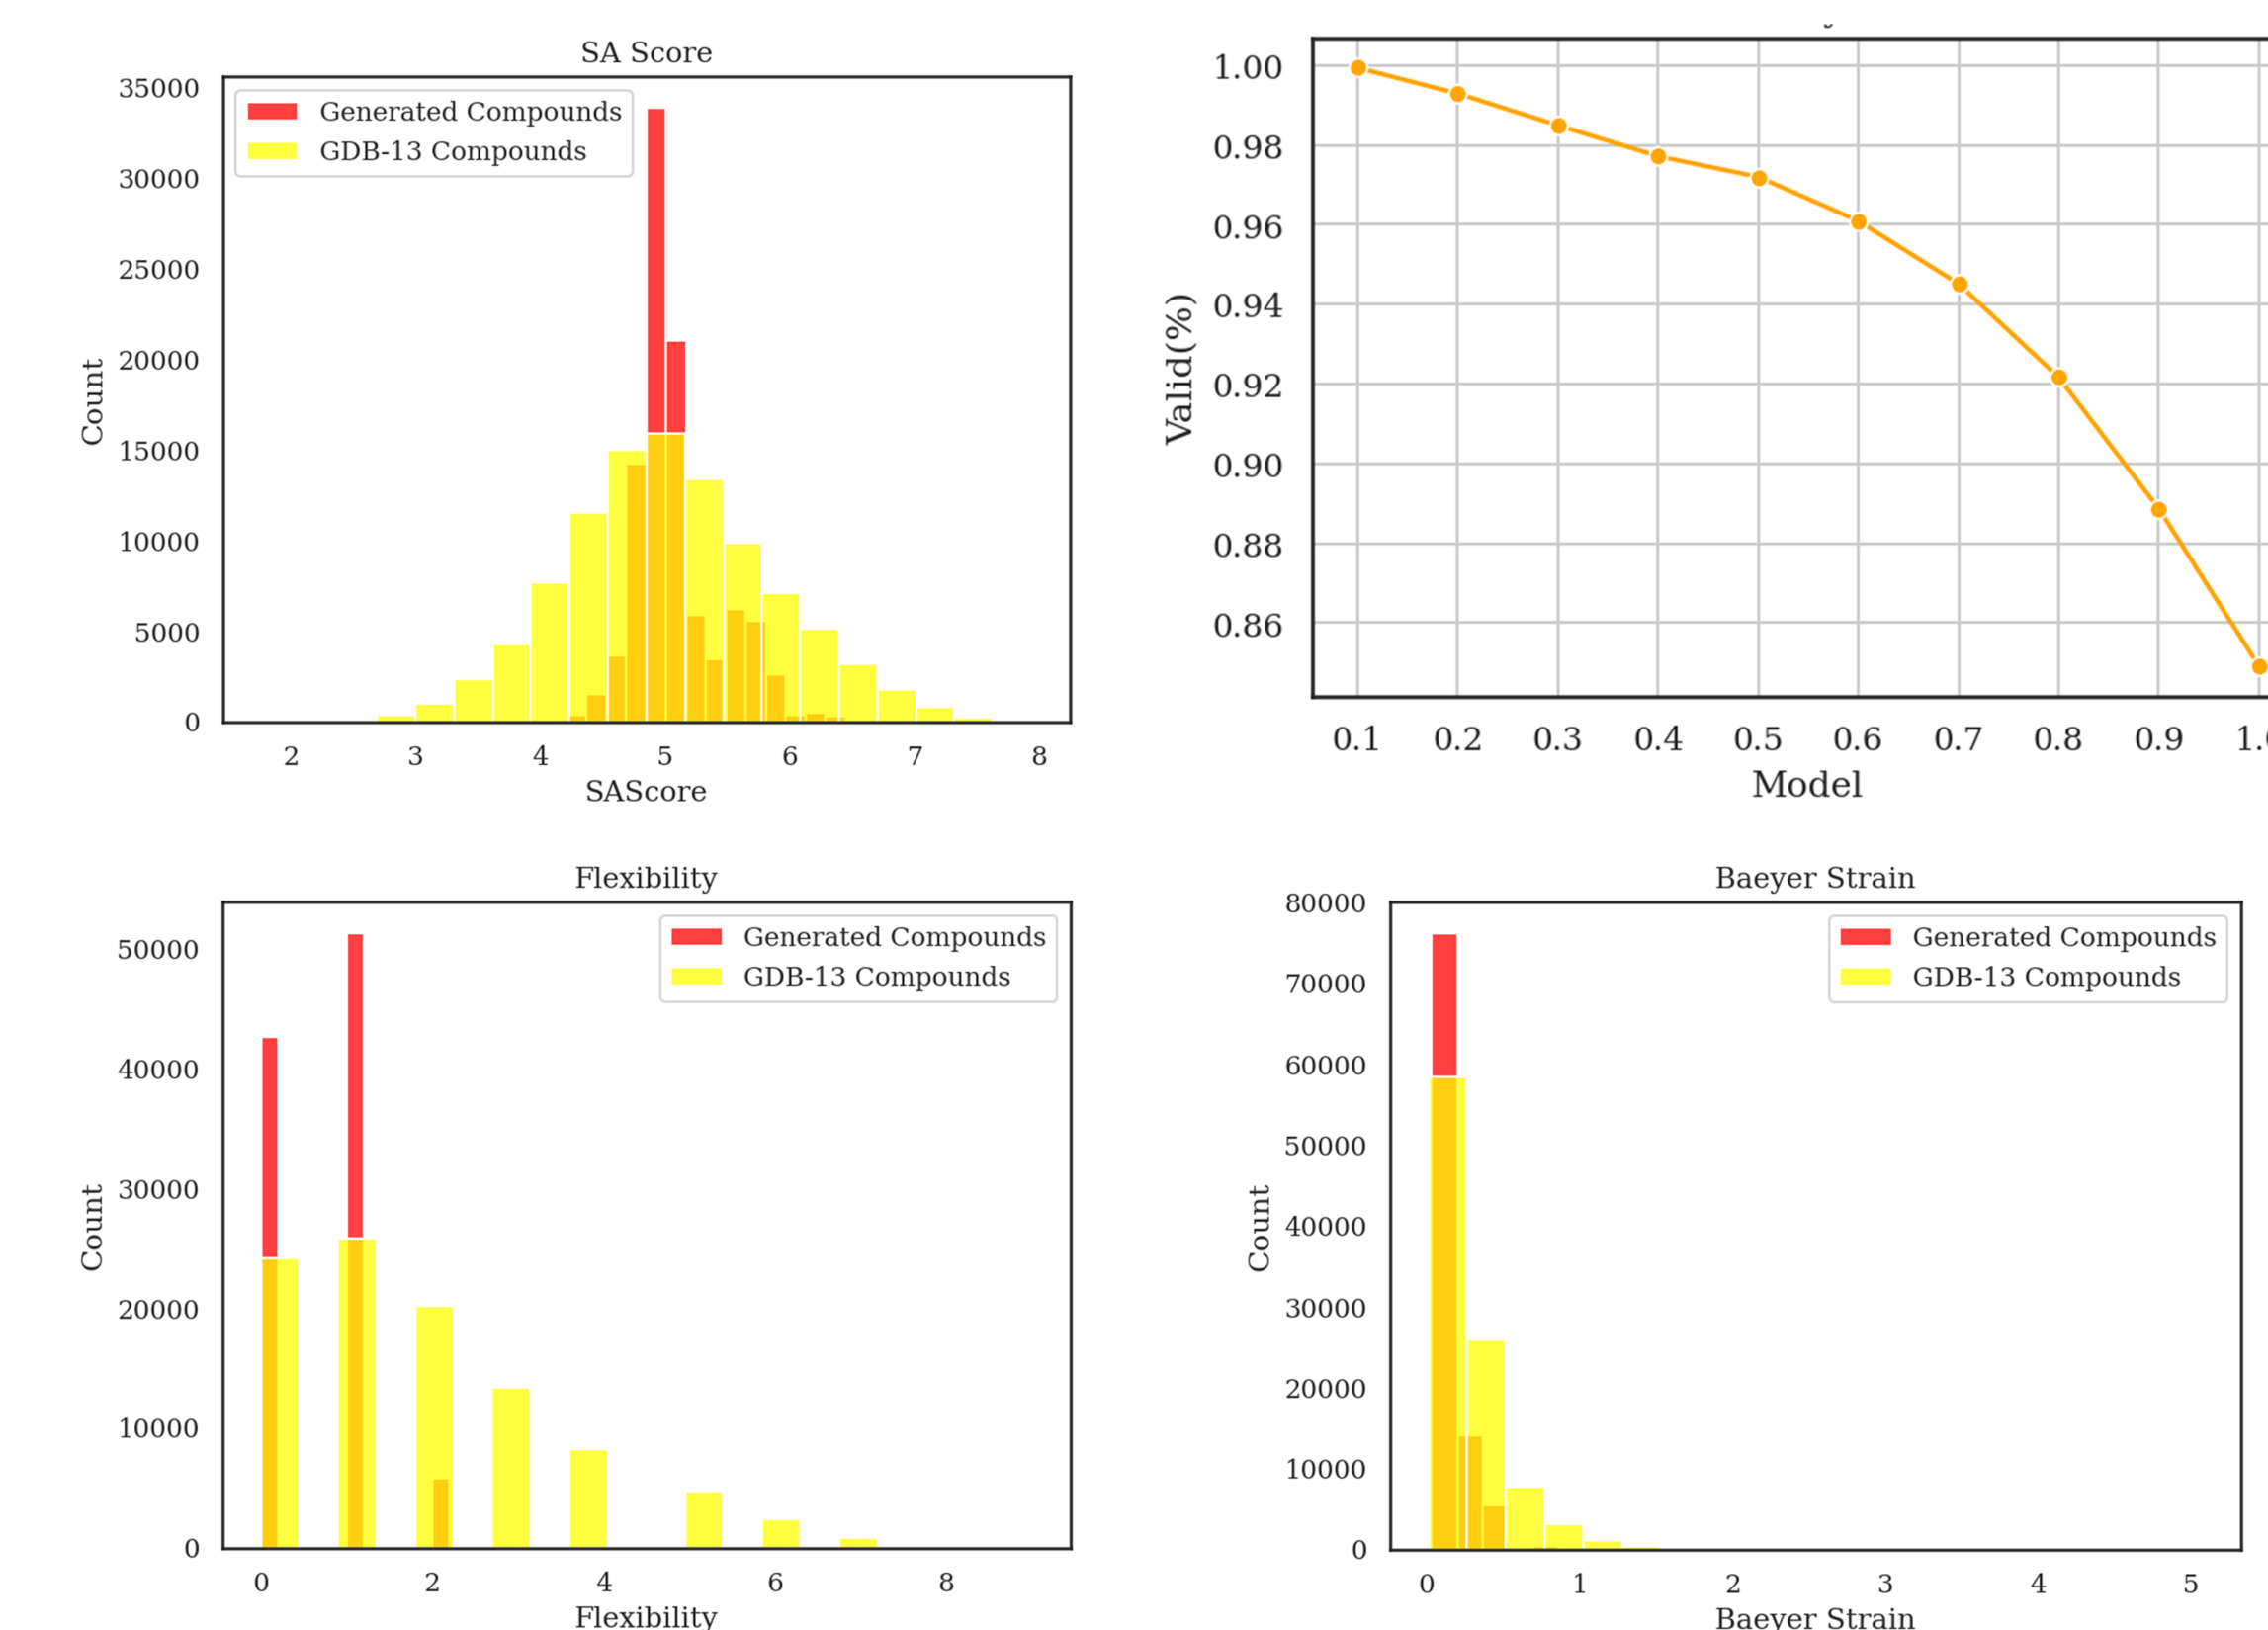 SA Score
35000
30000
25000
20000
15000
10000
5000
0
Count
Generated Compounds
GDB-13 Compounds
2 3 4 5 6 7 8
SAScore
1.00
0.98
0.96
0.94
0.92
0.90
0.88
0.86
Valid(%)
0.1 0.2 0.3 0.4 0.5 0.6 0.7 0.8 0.9
Model
Flexibility
50000
40000
30000
20000
10000
0
Count
Generated Compounds
GDB-13 Compounds
0 2 4 6 8
Flexibility
Baeyer Strain
80000
70000
60000
50000
40000
30000
20000
10000
0
Count
Generated Compounds
GDB-13 Compounds
0 1 2 3 4 5
Baeyer Strain